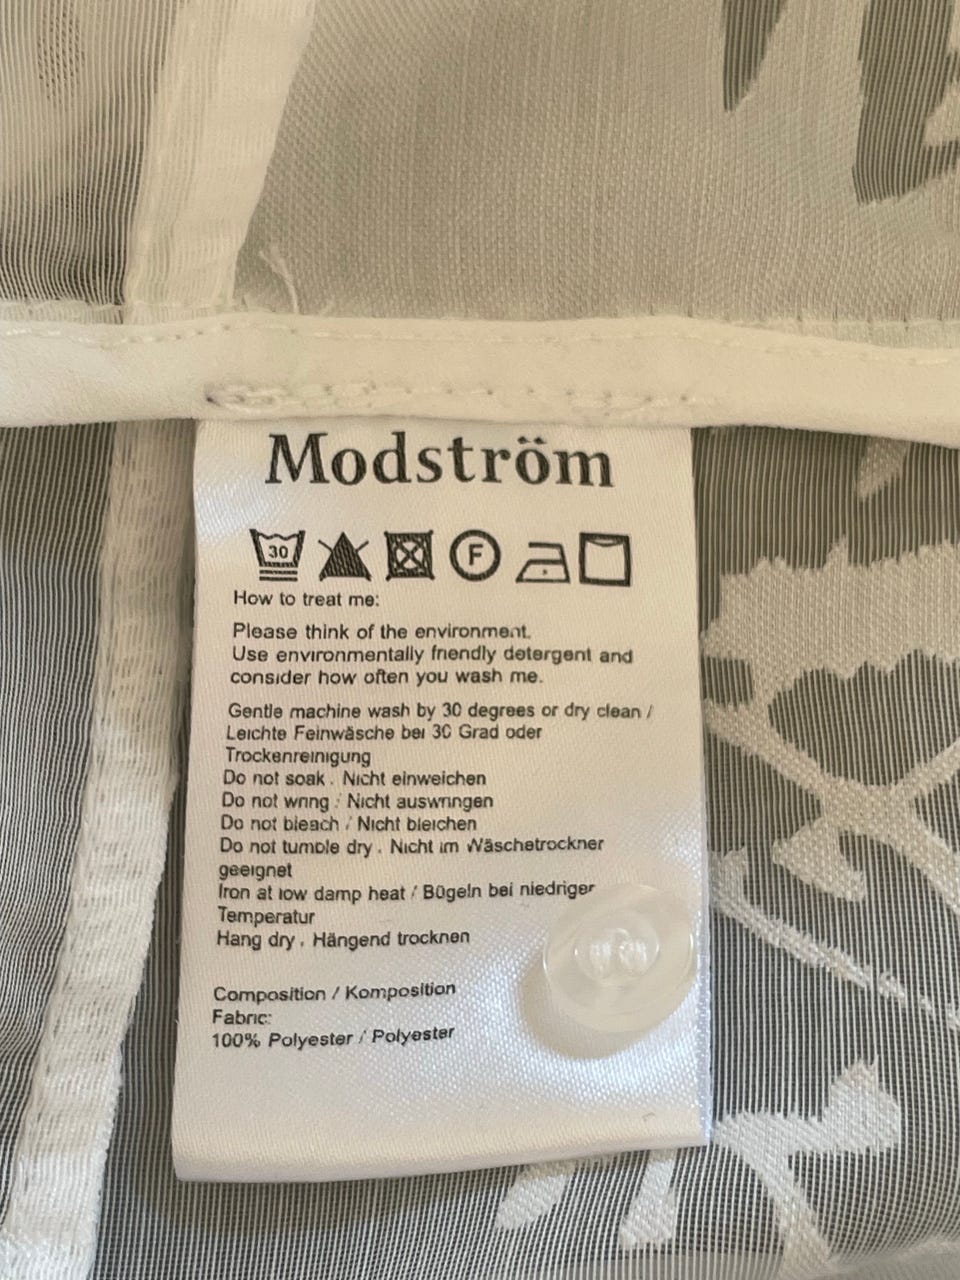 Modström
30
F
How to treat me:
Please think of the environment.
Use environmentally friendly detergent and
consider how often you wash me.
Gentle machine wash by 30 degrees or dry clean /
Leichte Feinwäsche bei 30 Grad oder
Trockenreinigung
Do not soak / Nicht einweichen
Do not wring / Nicht auswringen
Do not bleach / Nicht bleichen
Do not tumble dry / Nicht im Wäschetrockner
geeignet
Iron at low damp heat / Bügeln bei niedriger
Temperatur
Hang dry / Hängend trocknen
Composition / Komposition
Fabric:
100% Polyester / Polyester